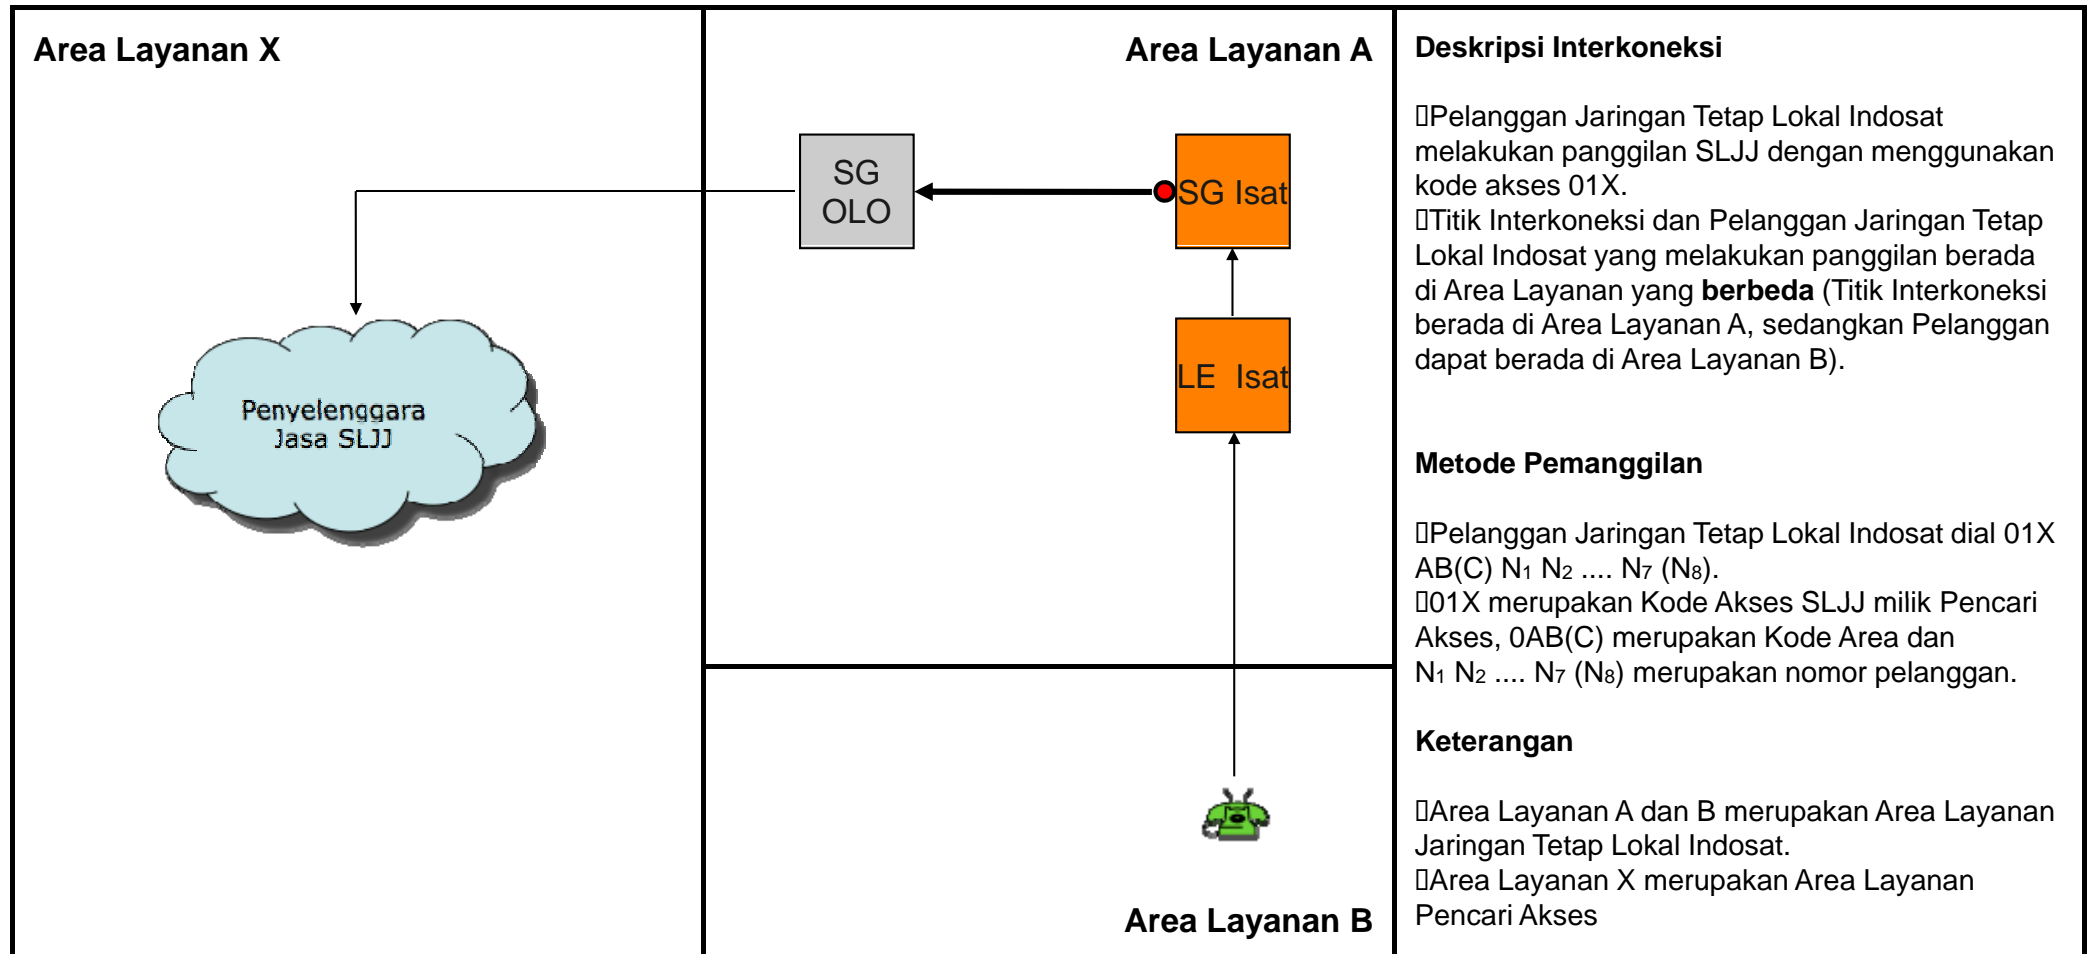 Area Layanan X
Area Layanan A
SG
OLO
SG Isat
LE Isat
Penyelenggara
Jasa SLJJ
Area Layanan B
Deskripsi Interkoneksi
Pelanggan Jaringan Tetap Lokal Indosat
melakukan panggilan SLJJ dengan menggunakan
kode akses 01X.
Titik Interkoneksi dan Pelanggan Jaringan Tetap
Lokal Indosat yang melakukan panggilan berada
di Area Layanan yang berbeda (Titik Interkoneksi
berada di Area Layanan A, sedangkan Pelanggan
dapat berada di Area Layanan B).
Metode Pemanggilan
Pelanggan Jaringan Tetap Lokal Indosat dial 01X
AB(C) N₁ N₂ .... N₇ (N₈).
01X merupakan Kode Akses SLJJ milik Pencari
Akses, 0AB(C) merupakan Kode Area dan
N₁ N₂ .... N₇ (N₈) merupakan nomor pelanggan.
Keterangan
Area Layanan A dan B merupakan Area Layanan
Jaringan Tetap Lokal Indosat.
Area Layanan X merupakan Area Layanan
Pencari Akses